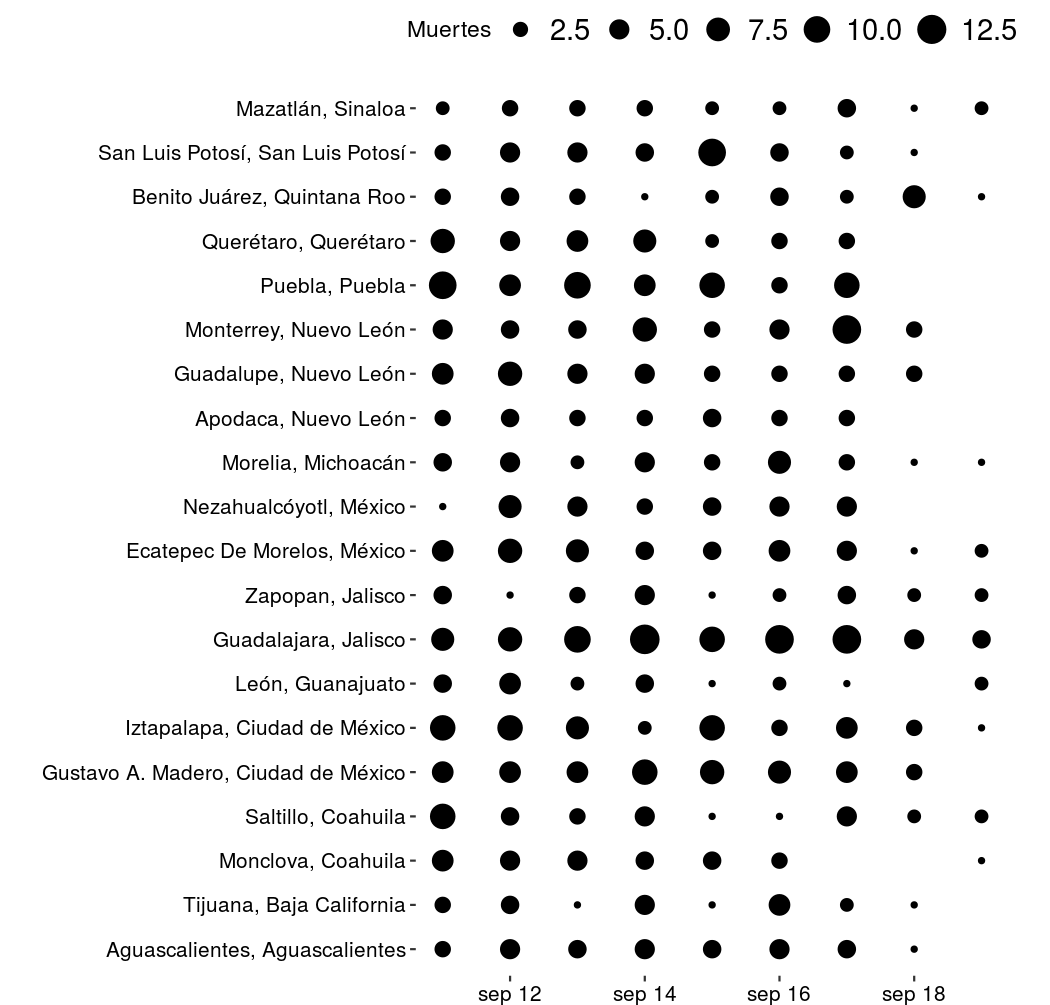 Muertes 2.5 5.0 7.5 10.0 12.5
Mazatlán, Sinaloa
San Luis Potosí, San Luis Potosí
Benito Juárez, Quintana Roo
Querétaro, Querétaro
Puebla, Puebla
Monterrey, Nuevo León
Guadalupe, Nuevo León
Apodaca, Nuevo León
Morelia, Michoacán
Nezahualcóyotl, México
Ecatepec De Morelos, México
Zapopan, Jalisco
Guadalajara, Jalisco
León, Guanajuato
Iztapalapa, Ciudad de México
Gustavo A. Madero, Ciudad de México
Saltillo, Coahuila
Monclova, Coahuila
Tijuana, Baja California
Aguascalientes, Aguascalientes
sep 12 sep 14 sep 16 sep 18